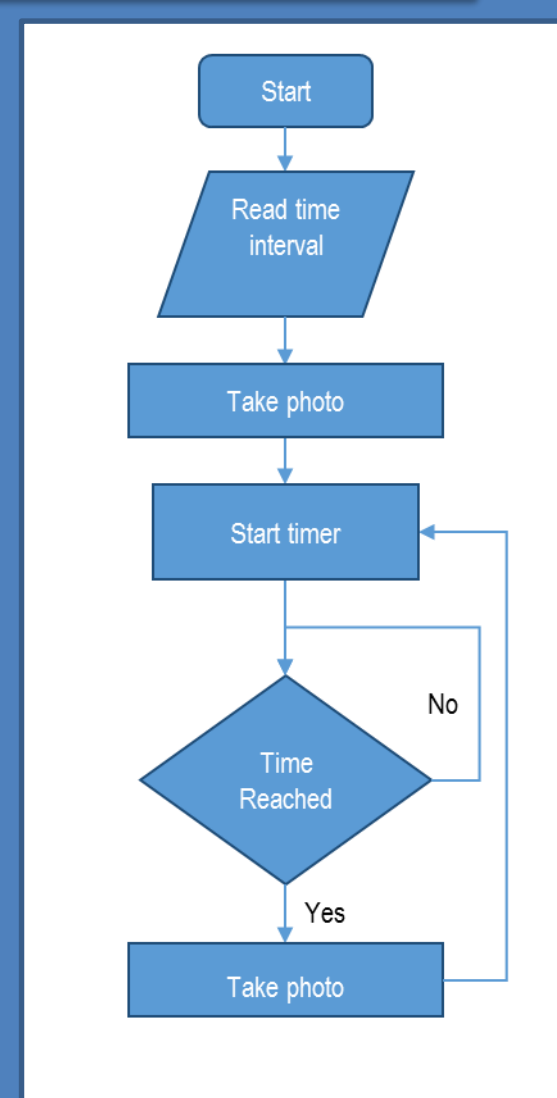 Start
Read time
interval
Take photo
Start timer
No
Time
Reached
Yes
Take photo